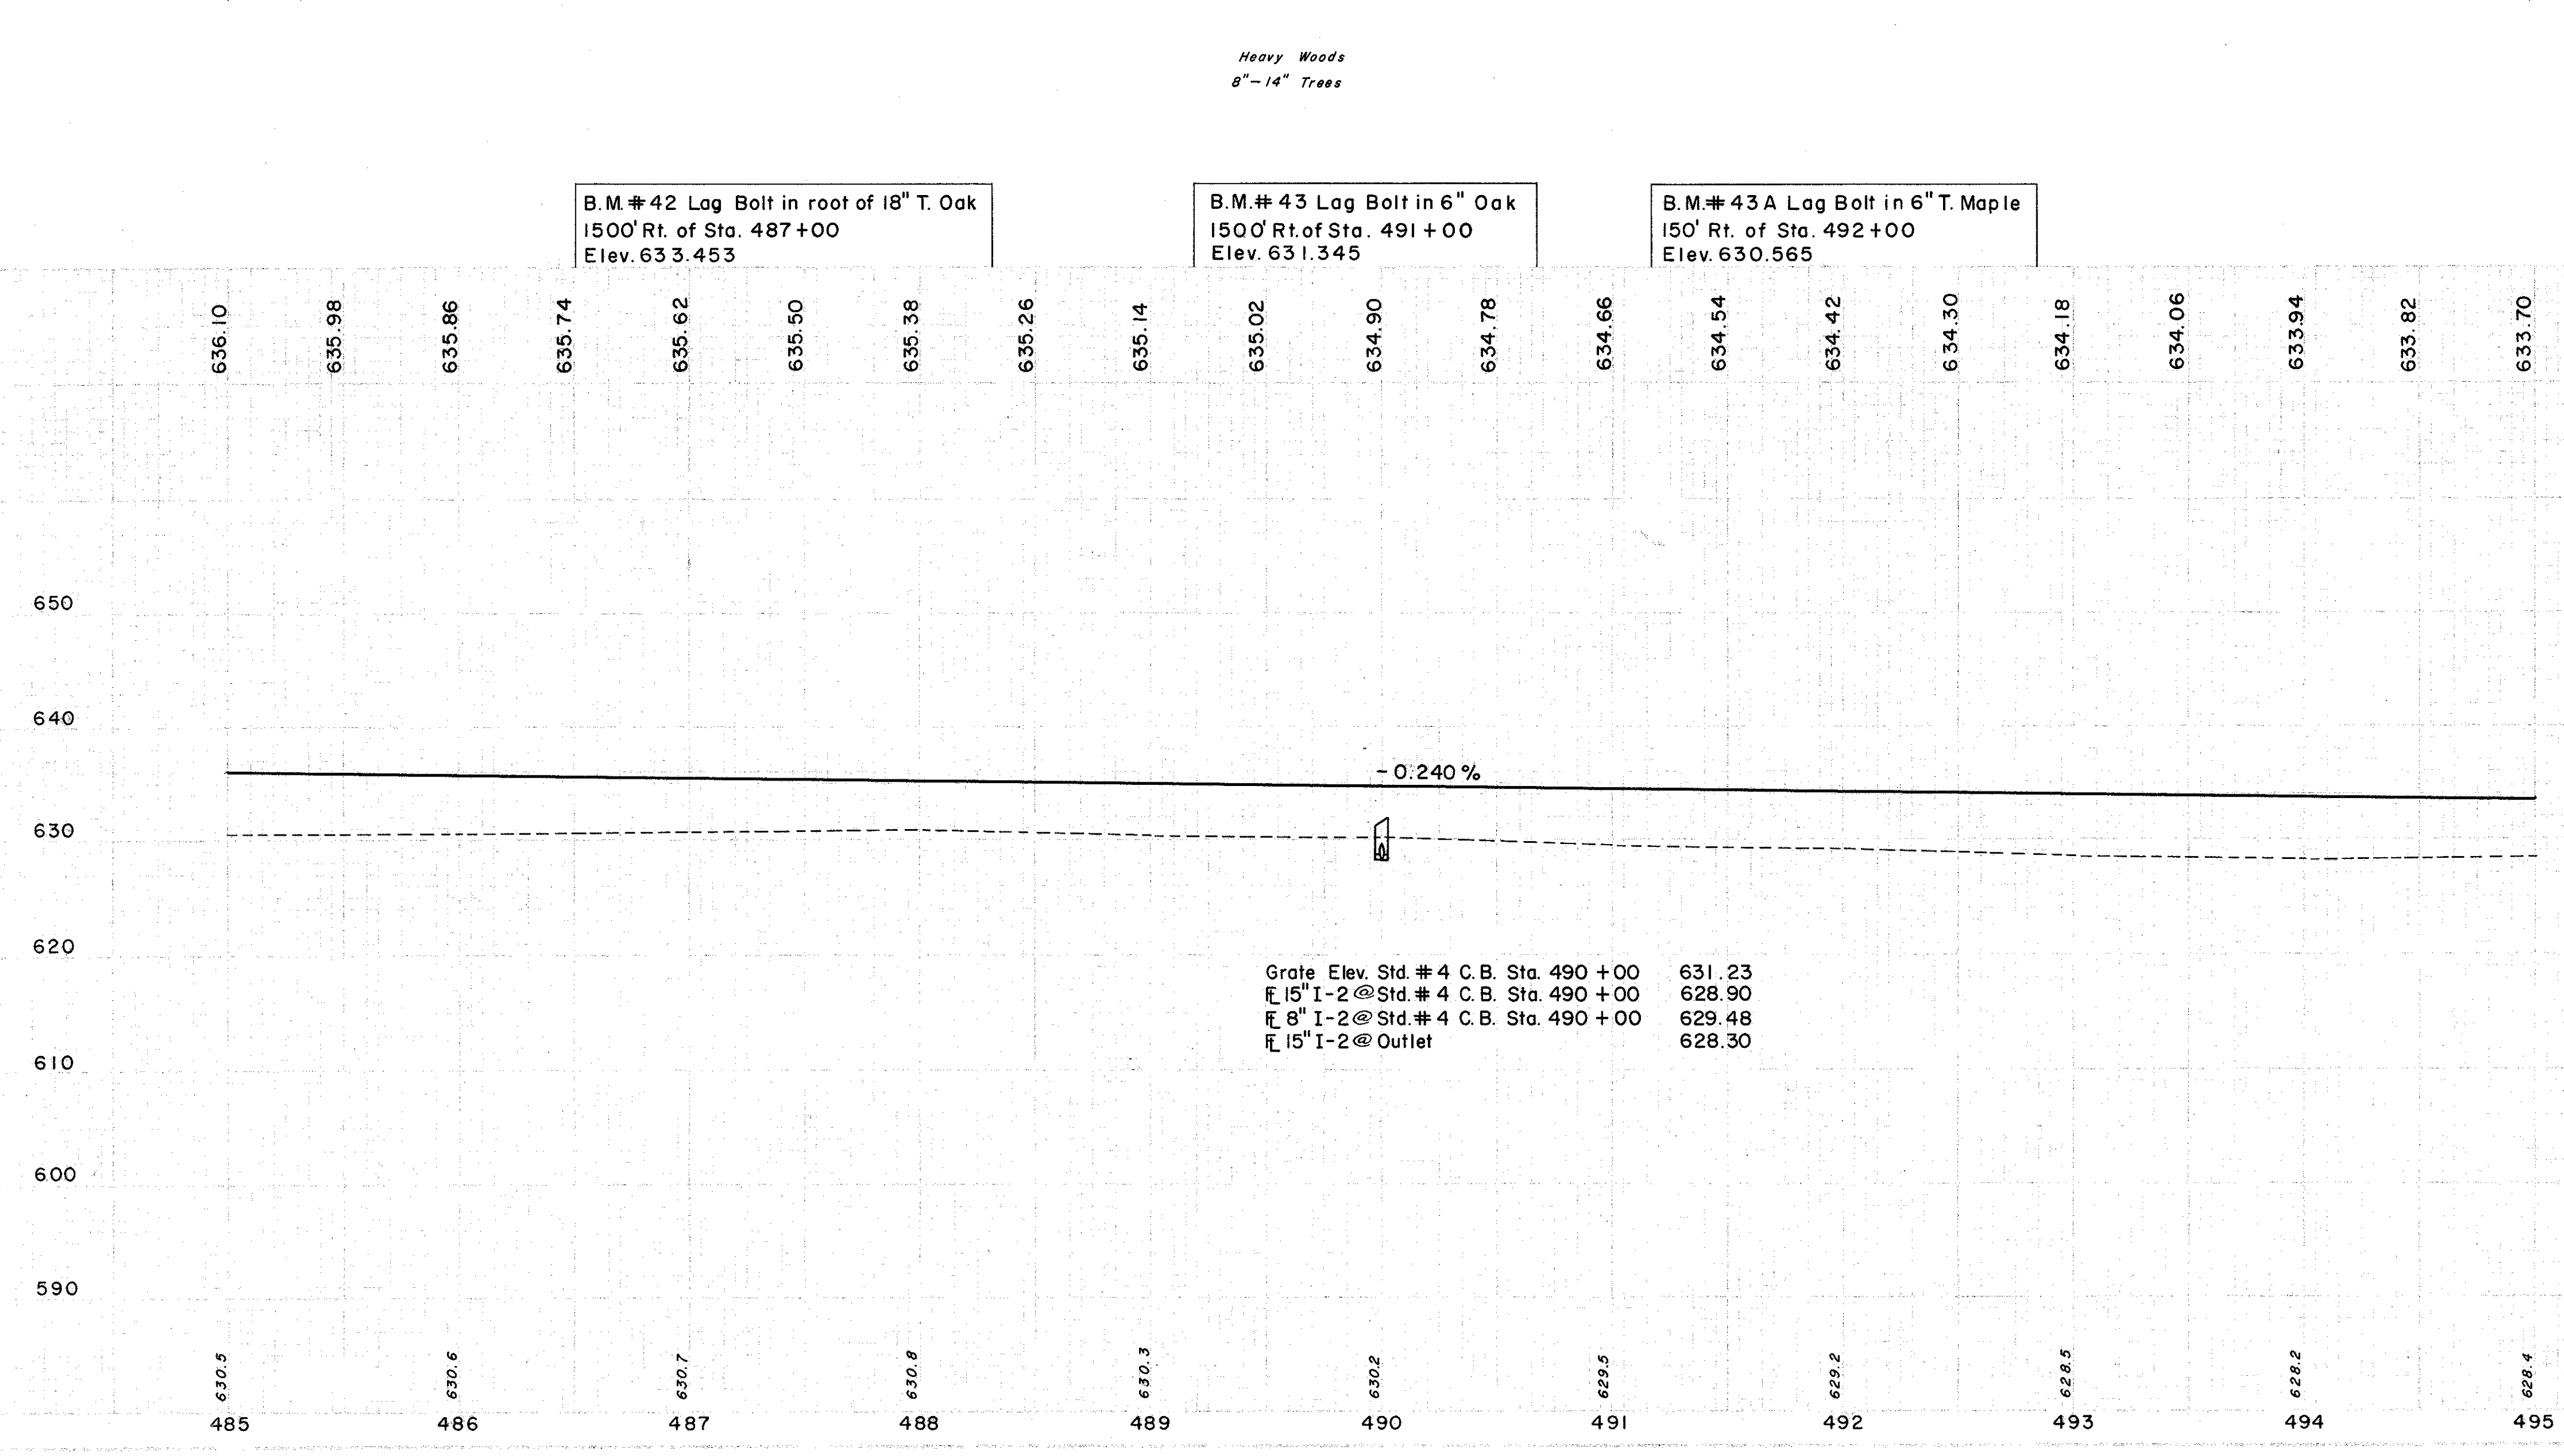 Heavy Woods
8"-14" Trees
B.M.#42 Lag Bolt in root of 18" T. Oak
1500' Rt. of Sta. 487+00
Elev. 633.453
B.M.# 43 Lag Bolt in 6" Oak
1500' Rt. of Sta. 491+00
Elev. 631.345
B.M.# 43A Lag Bolt in 6" T. Maple
150' Rt. of Sta. 492+00
Elev. 630.565
636.10 635.98 635.86 635.74 635.62 635.50 635.38 635.26 635.14 635.02 634.90 634.78 634.66 634.54 634.42 634.30 634.18 634.06 633.94 633.82 633.70
650
640
-0.240%
630
620
Grate Elev. Std. #4 C.B. Sta. 490+00 631.23
FL 15" I-2 @ Std. #4 C.B. Sta. 490+00 628.90
FL 8" I-2 @ Std. #4 C.B. Sta. 490+00 629.48
FL 15" I-2 @ Outlet 628.30
610
600
590
630.5 630.6 630.7 630.8 630.3 630.2 629.5 629.2 628.5 628.2 628.4
485 486 487 488 489 490 491 492 493 494 495